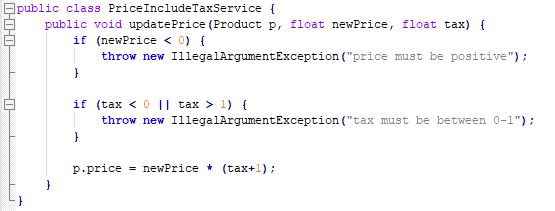 public class PriceIncludeTaxService {
    public void updatePrice(Product p, float newPrice, float tax) {
        if (newPrice < 0) {
            throw new IllegalArgumentException("price must be positive");
        }

        if (tax < 0 || tax > 1) {
            throw new IllegalArgumentException("tax must be between 0-1");
        }

        p.price = newPrice * (tax+1);
    }
}